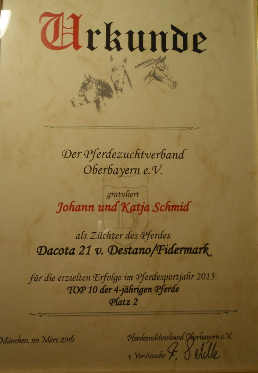 Urkunde
Der Pferdezuchtverband
Oberbayern e.V.
gratuliert
Johann und Katja Schmid
als Züchter des Pferdes
Dacota 21 v. Destano/Fidermark
für die erzielten Erfolge im Pferdesportjahr 2015
TOP 10 der 4-jährigen Pferde
Platz 2
München, im März 2016
Pferdezuchtverband Oberbayern e.V.
1. Vorsitzender